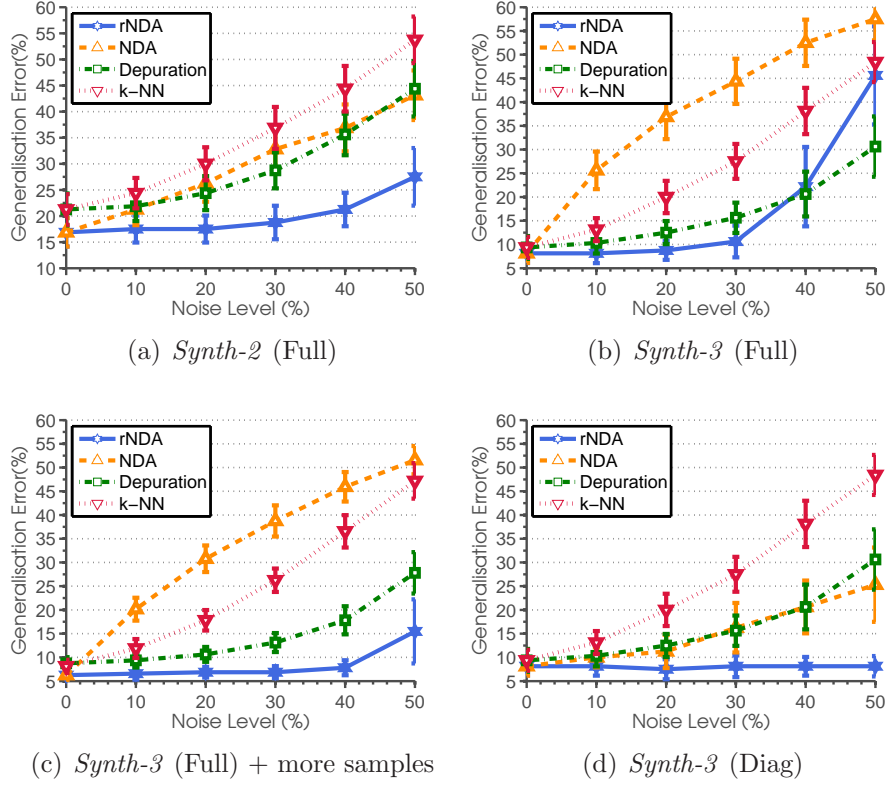 60
55
50
45
40
35
30
25
20
15
10
Generalisation Error(%)
rNDA
NDA
Depuration
k−NN
0 10 20 30 40 50
Noise Level (%)
(a) Synth-2 (Full)
60
55
50
45
40
35
30
25
20
15
10
5
Generalisation Error(%)
rNDA
NDA
Depuration
k−NN
0 10 20 30 40 50
Noise Level (%)
(b) Synth-3 (Full)
60
55
50
45
40
35
30
25
20
15
10
5
Generalisation Error(%)
rNDA
NDA
Depuration
k−NN
0 10 20 30 40 50
Noise Level (%)
(c) Synth-3 (Full) + more samples
60
55
50
45
40
35
30
25
20
15
10
5
Generalisation Error(%)
rNDA
NDA
Depuration
k−NN
0 10 20 30 40 50
Noise Level (%)
(d) Synth-3 (Diag)